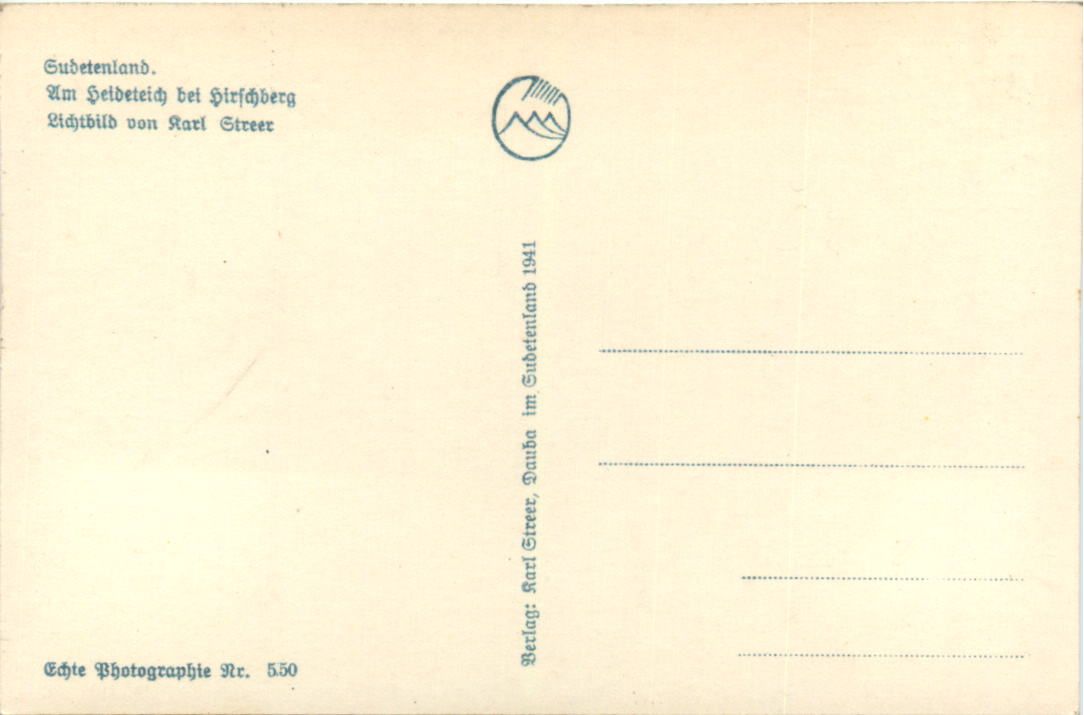 Sudetenland.
Am Heideteich bei Hirschberg
Lichtbild von Karl Streer
Verlag: Karl Streer, Dauba im Sudetenland 1941
Echte Photographie Nr. 550